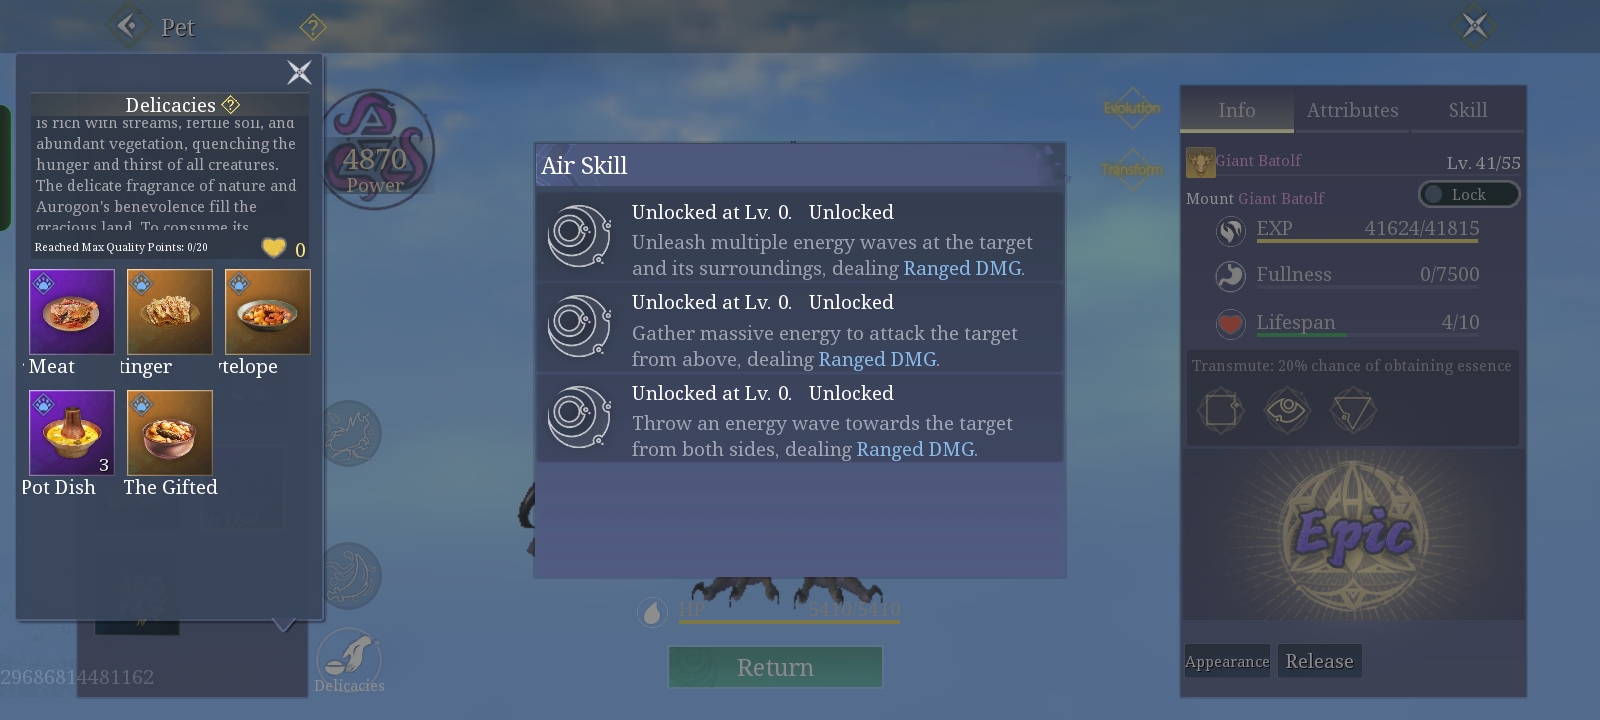 Pet
?
Delicacies ?
is rich with streams, fertile soil, and
abundant vegetation, quenching the
hunger and thirst of all creatures.
The delicate fragrance of nature and
Aurogon's benevolence fill the
gracious land. To consume its
Reached Max Quality Points: 0/20
0
Meat
tinger
telope
3
Pot Dish
The Gifted
29686814481162
4870
Power
Delicacies
Air Skill
Unlocked at Lv. 0. Unlocked
Unleash multiple energy waves at the target
and its surroundings, dealing Ranged DMG.
Unlocked at Lv. 0. Unlocked
Gather massive energy to attack the target
from above, dealing Ranged DMG.
Unlocked at Lv. 0. Unlocked
Throw an energy wave towards the target
from both sides, dealing Ranged DMG.
HP 5410/5410
Return
Evolution
Transform
Info Attributes Skill
Giant Batolf Lv. 41/55
Mount Giant Batolf Lock
EXP 41624/41815
Fullness 0/7500
Lifespan 4/10
Transmute: 20% chance of obtaining essence
Epic
Appearance Release